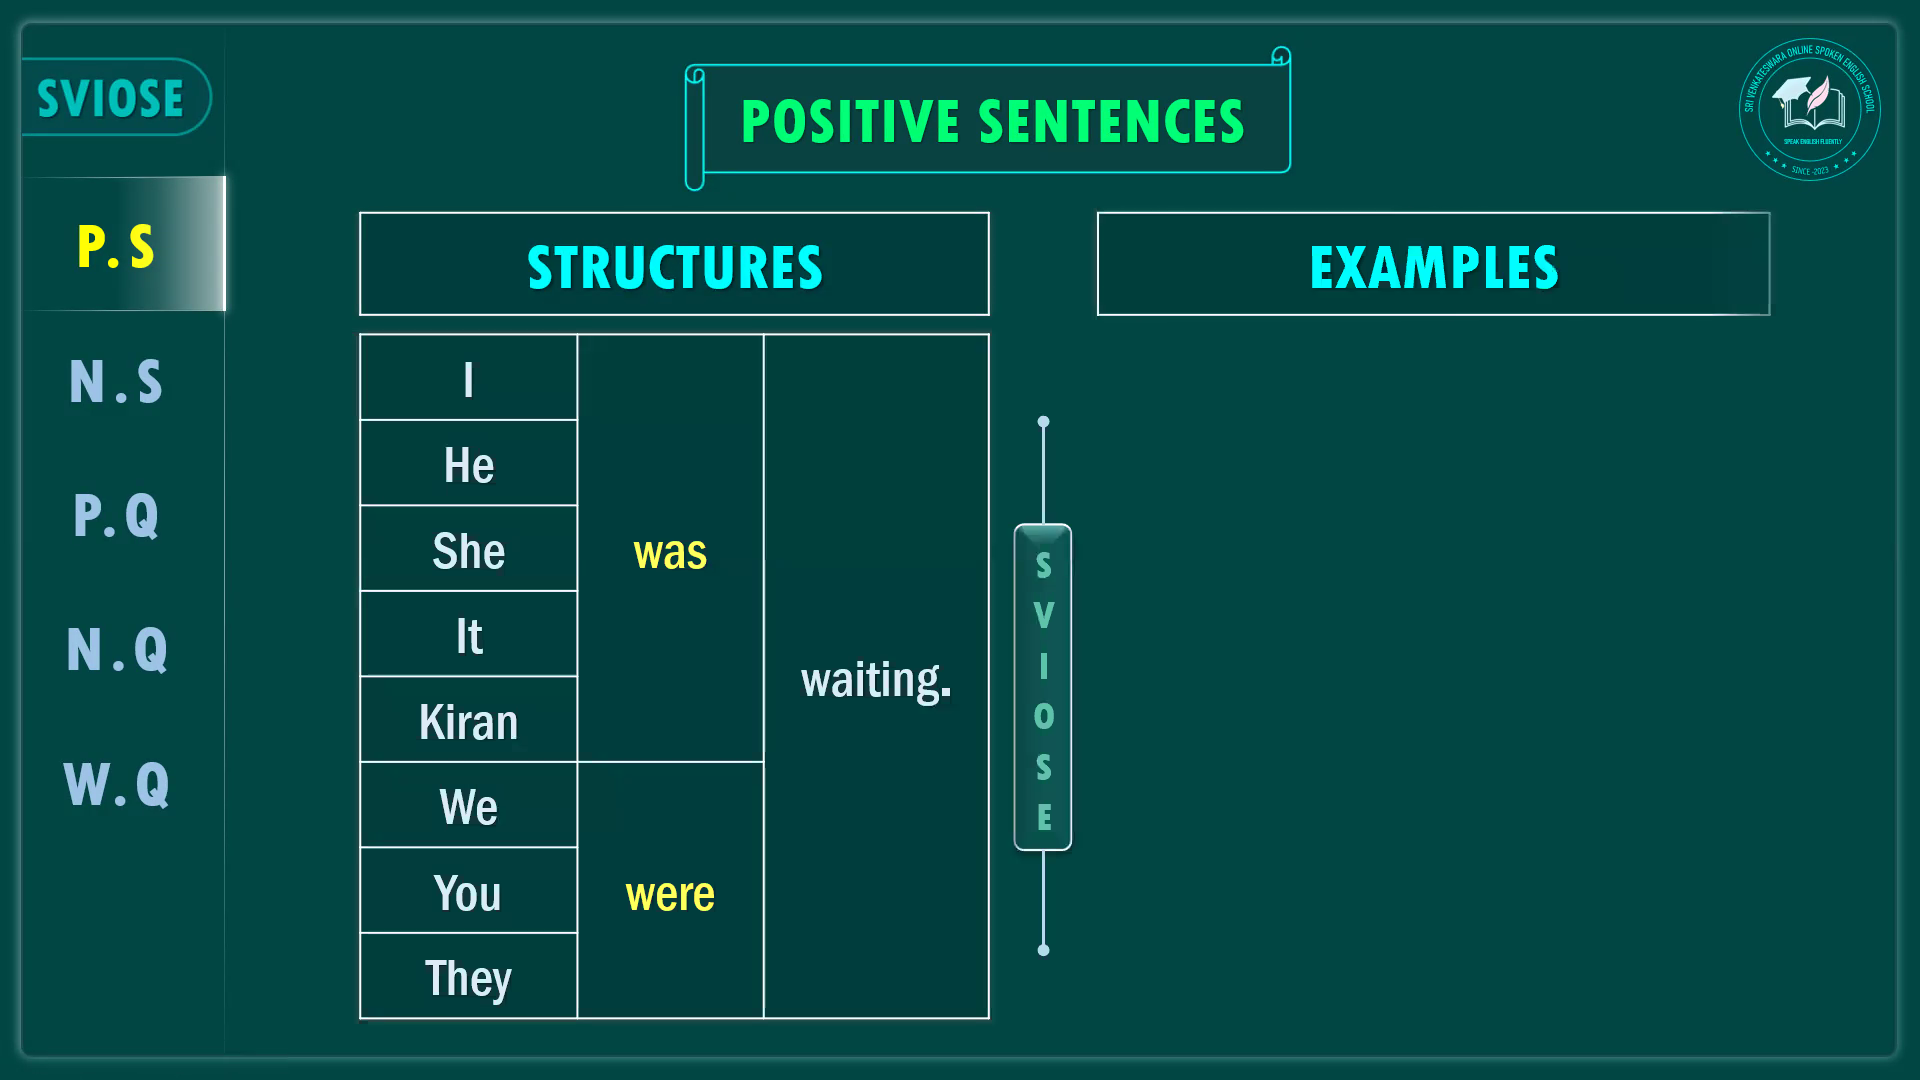 SVIOSE
POSITIVE SENTENCES
SRI VENKATESWARA ONLINE SPOKEN ENGLISH SCHOOL
SPEAK ENGLISH FLUENTLY
SINCE -2023
P. S
N . S
P. Q
N . Q
W. Q
STRUCTURES
EXAMPLES
I
He
She
It
Kiran
We
You
They
was
were
waiting.
S
V
I
O
S
E